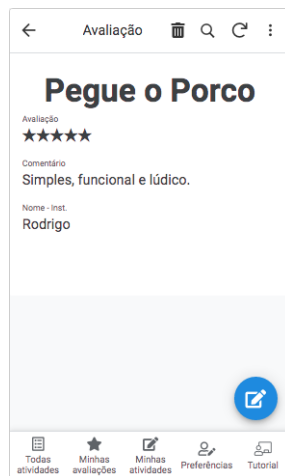 Avaliação
Pegue o Porco
Avaliação
★★★★★
Comentário
Simples, funcional e lúdico.
Nome - Inst.
Rodrigo
Todas atividades
Minhas avaliações
Minhas atividades
Preferências
Tutorial